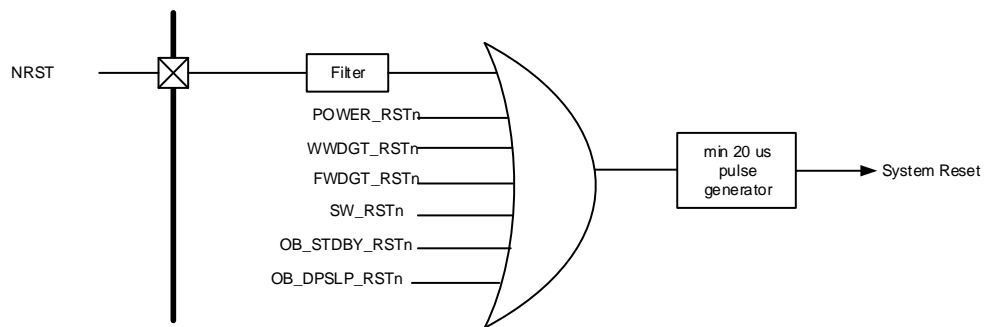 NRST
Filter
POWER_RSTn
WWDGT_RSTn
FWDGT_RSTn
SW_RSTn
OB_STDBY_RSTn
OB_DPSLP_RSTn
min 20 us
pulse
generator
System Reset